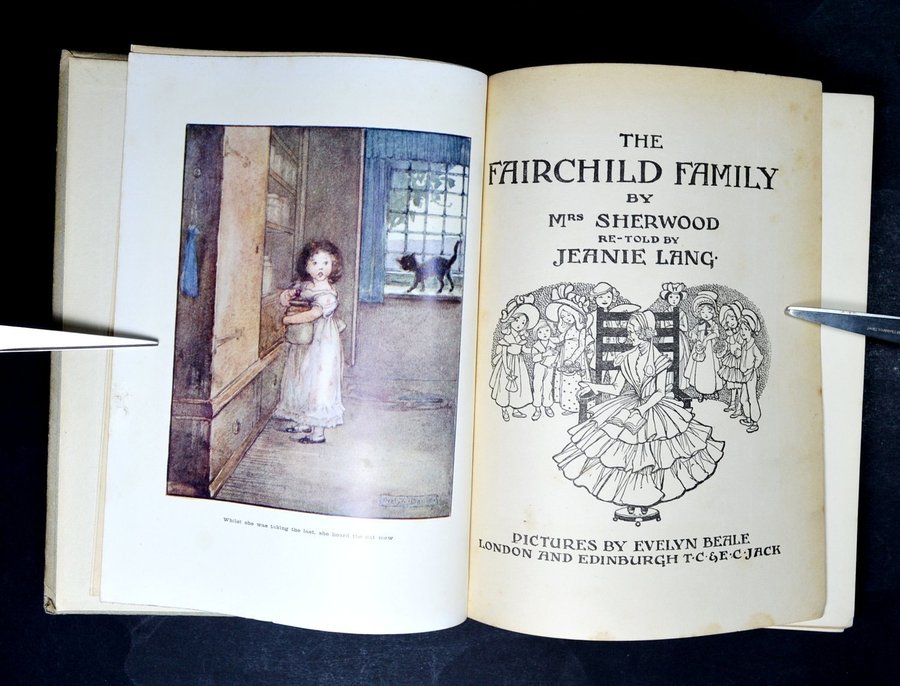 Whilst she was taking the last, she heard the cat mew
THE
FAIRCHILD FAMILY
BY
MRS SHERWOOD
RE-TOLD BY
JEANIE LANG·
PICTURES BY EVELYN BEALE
LONDON AND EDINBURGH T·C·&E·C·JACK